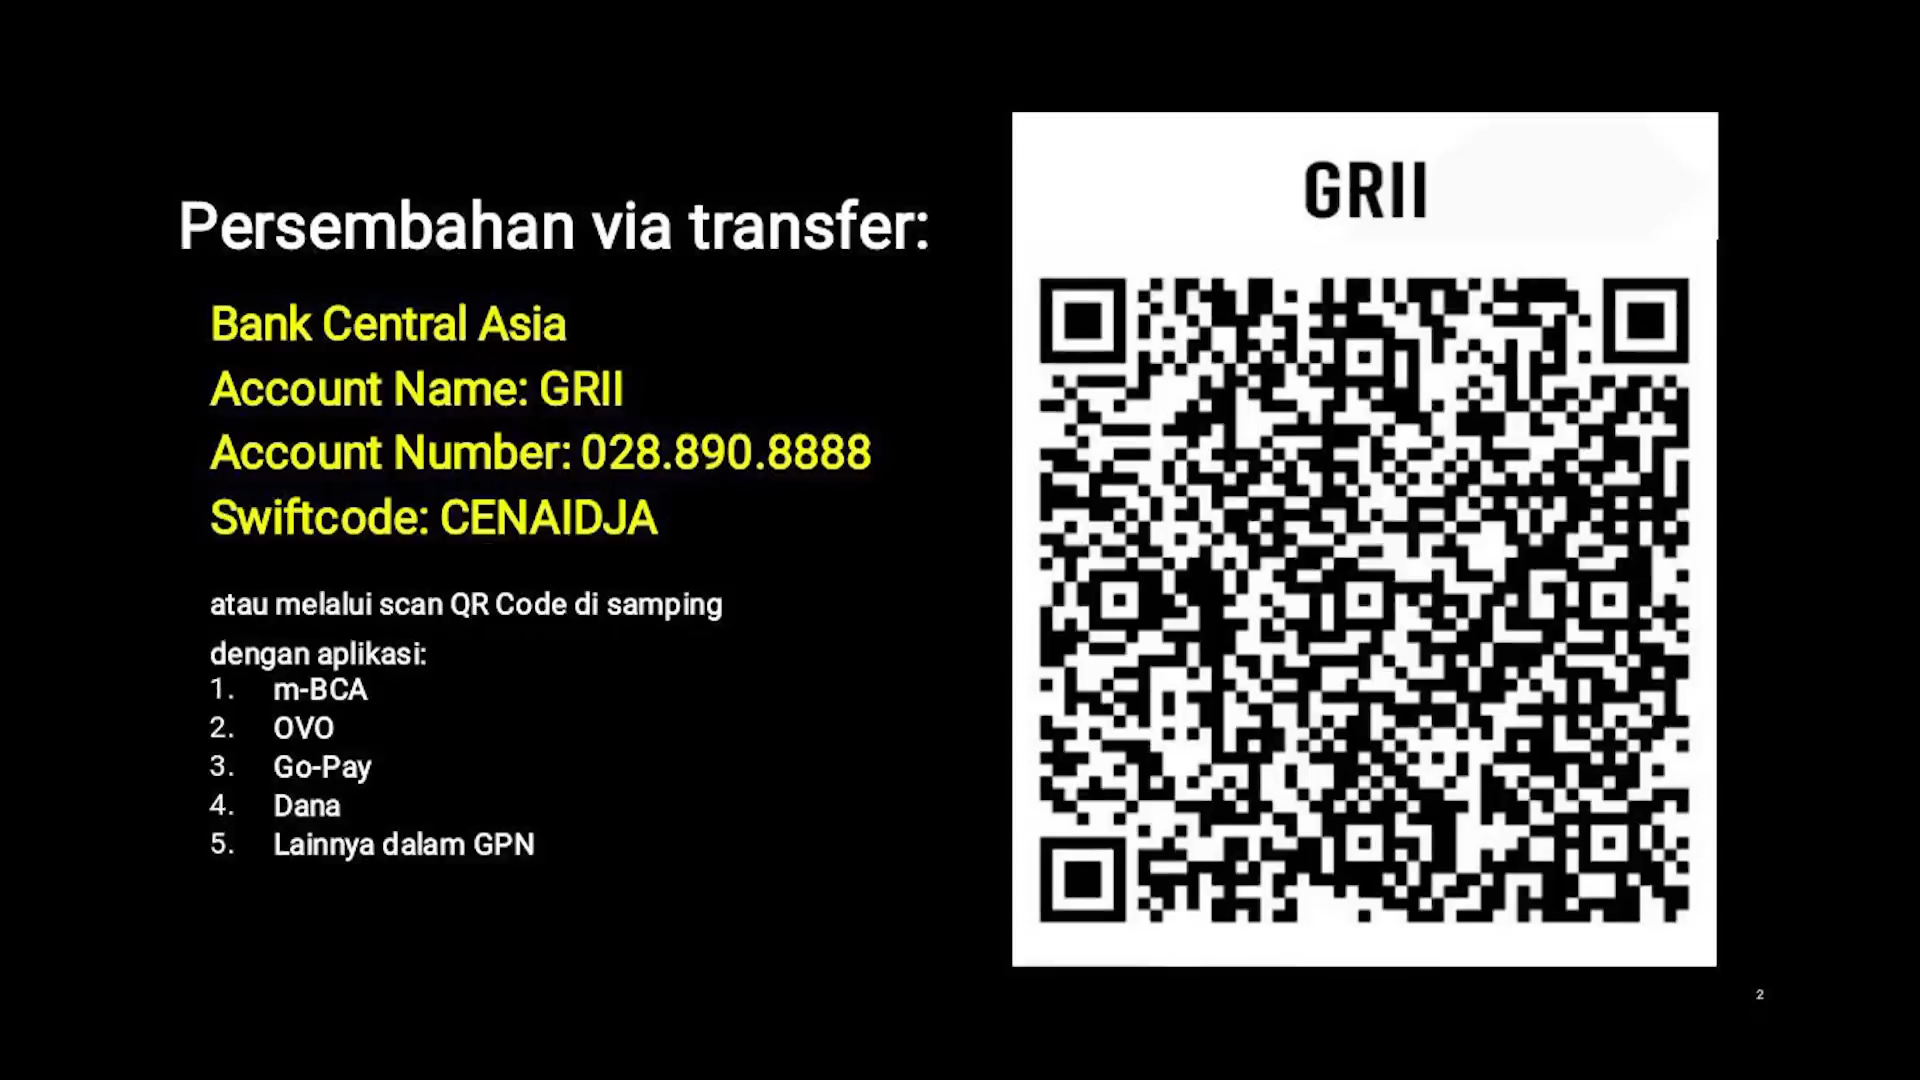 Persembahan via transfer:
Bank Central Asia
Account Name: GRII
Account Number: 028.890.8888
Swiftcode: CENAIDJA
atau melalui scan QR Code di samping
dengan aplikasi:
1. m-BCA
2. OVO
3. Go-Pay
4. Dana
5. Lainnya dalam GPN
GRII
2